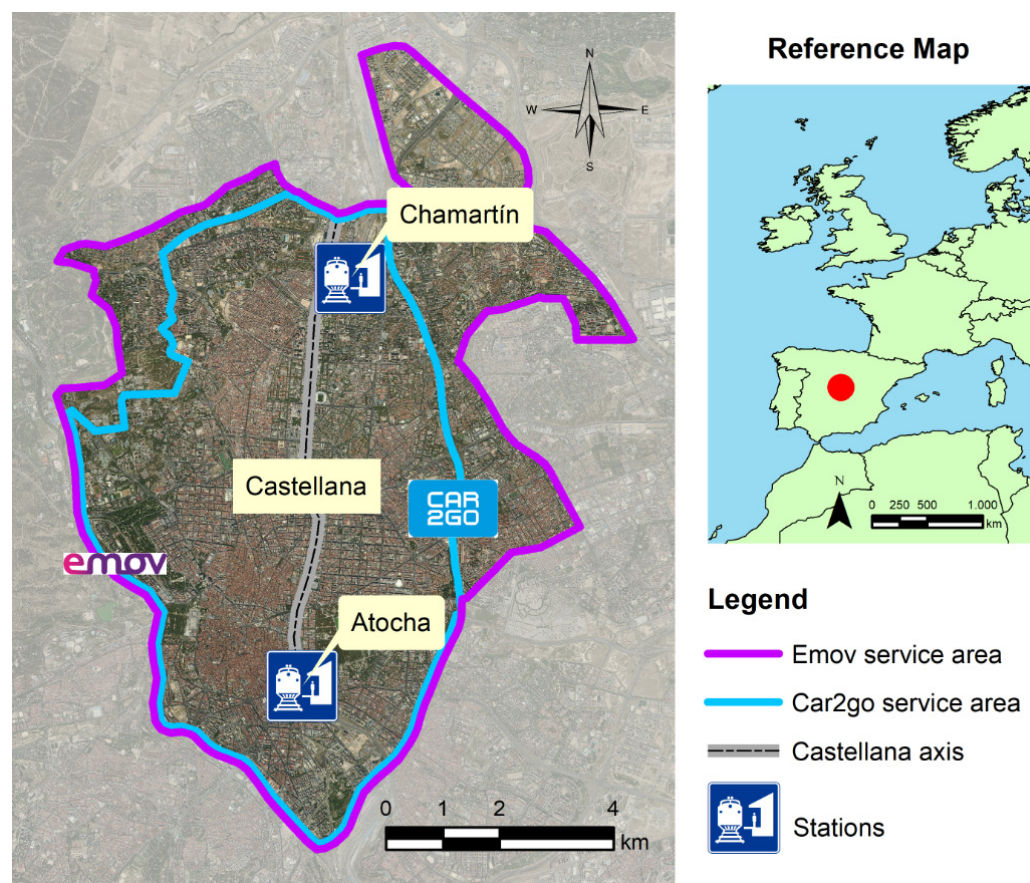 N
W E
S
Chamartín
Castellana
CAR
2GO
emov
Atocha
0 1 2 4
km
Reference Map
N
0 250 500 1.000
km
Legend
Emov service area
Car2go service area
Castellana axis
Stations